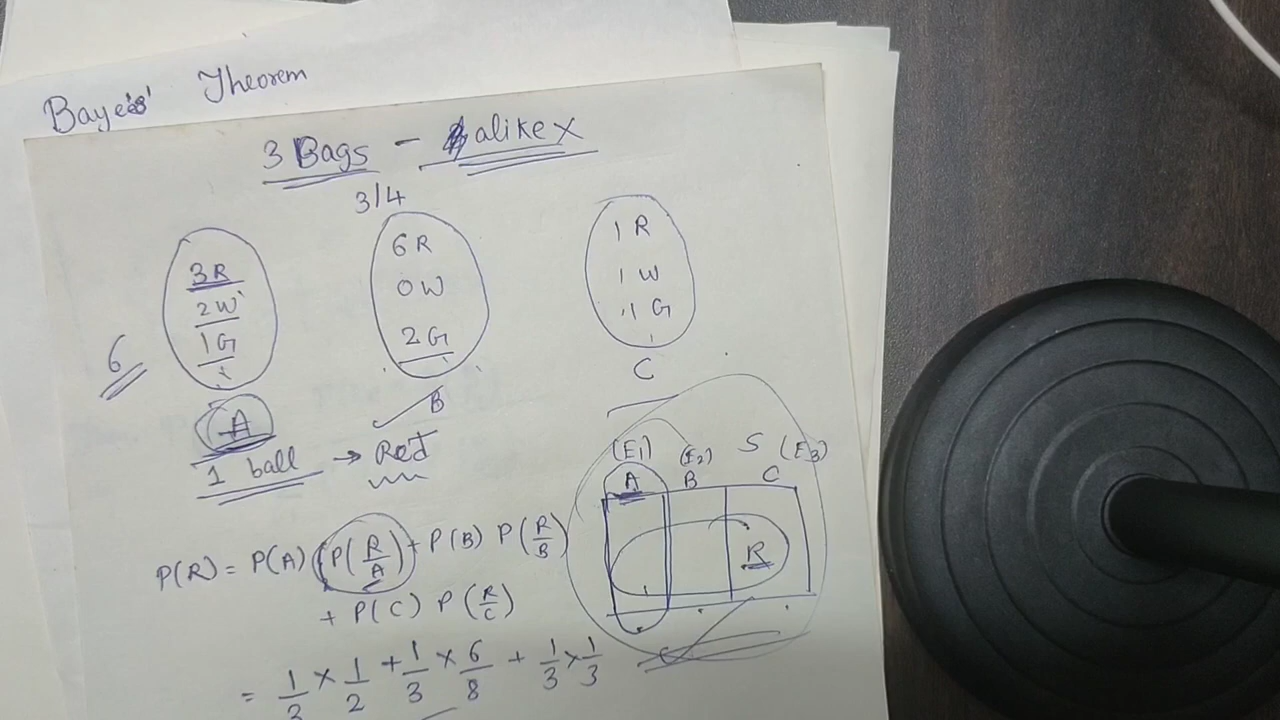 Baye's' Theorem
3 Bags - alike X
3/4
3R
2W
1G
6
A
6R
0W
2G
B
1R
1W
1G
C
1 ball → Red
(E1) (E2) S (E3)
A B C
R
P(R) = P(A) P(R/A) + P(B) P(R/B)
+ P(C) P(R/C)
= 1/3 × 1/2 + 1/3 × 6/8 + 1/3 × 1/3